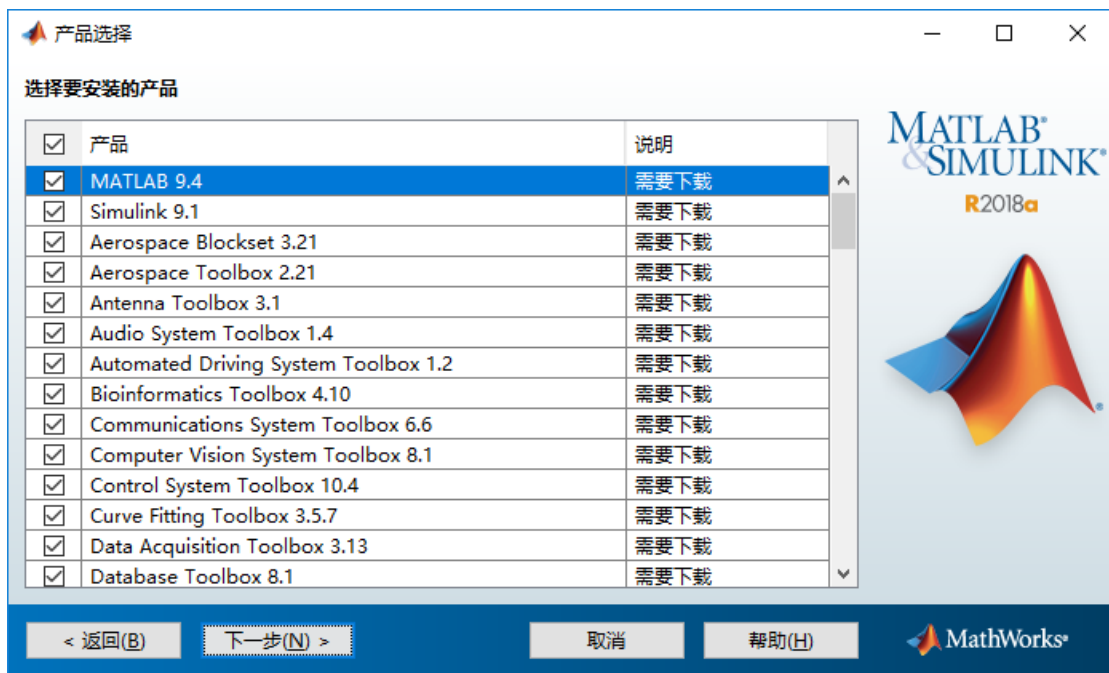 产品选择
选择要安装的产品
产品 说明
MATLAB 9.4 需要下载
Simulink 9.1 需要下载
Aerospace Blockset 3.21 需要下载
Aerospace Toolbox 2.21 需要下载
Antenna Toolbox 3.1 需要下载
Audio System Toolbox 1.4 需要下载
Automated Driving System Toolbox 1.2 需要下载
Bioinformatics Toolbox 4.10 需要下载
Communications System Toolbox 6.6 需要下载
Computer Vision System Toolbox 8.1 需要下载
Control System Toolbox 10.4 需要下载
Curve Fitting Toolbox 3.5.7 需要下载
Data Acquisition Toolbox 3.13 需要下载
Database Toolbox 8.1 需要下载
MATLAB®
&SIMULINK®
R2018a
®
< 返回(B) 下一步(N) > 取消 帮助(H)
MathWorks®